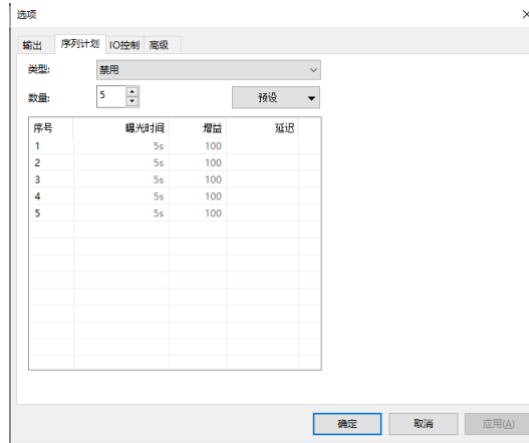 选项
输出 序列计划 IO控制 高级
类型: 禁用
数量: 5 预设
序号 曝光时间 增益 延迟
1 5s 100
2 5s 100
3 5s 100
4 5s 100
5 5s 100
确定 取消 应用(A)